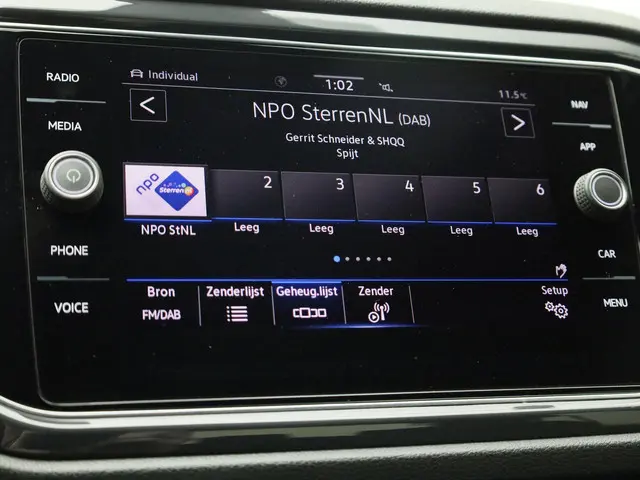 RADIO
MEDIA
PHONE
VOICE
Individual
1:02
11.5°C
NPO SterrenNL (DAB)
Gerrit Schneider & SHQQ
Spijt
npo
Sterren nl
2
3
4
5
6
NPO StNL
Leeg
Leeg
Leeg
Leeg
Leeg
Bron
FM/DAB
Zenderlijst
Geheug.lijst
Zender
Setup
NAV
APP
CAR
MENU